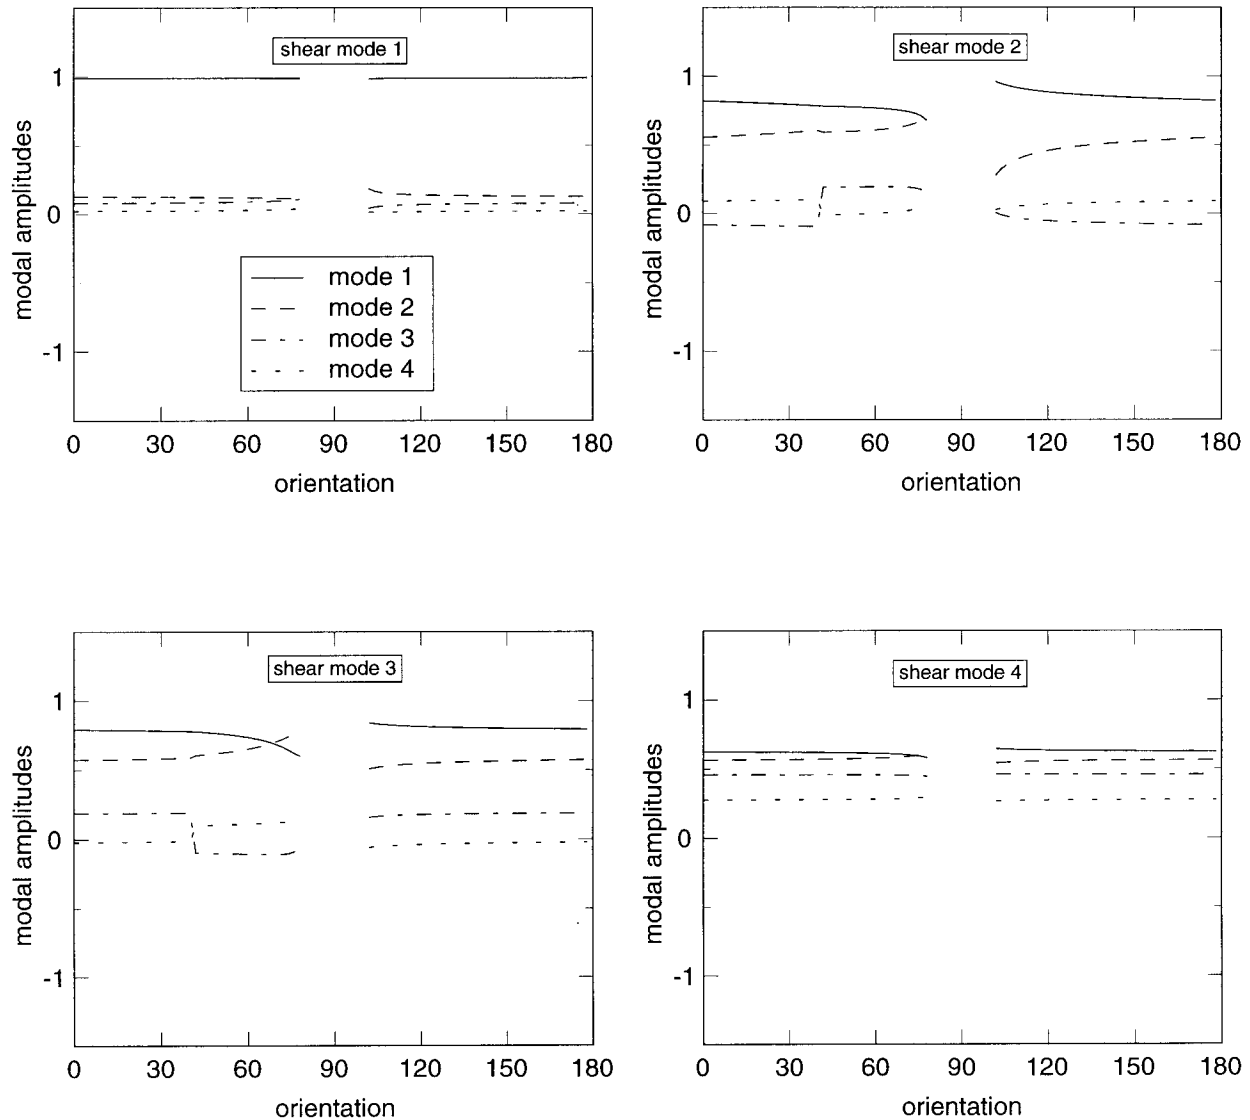 shear mode 1
1
0
-1
modal amplitudes
mode 1
mode 2
mode 3
mode 4
0 30 60 90 120 150 180
orientation
shear mode 2
1
0
-1
modal amplitudes
0 30 60 90 120 150 180
orientation
shear mode 3
1
0
-1
modal amplitudes
0 30 60 90 120 150 180
orientation
shear mode 4
1
0
-1
modal amplitudes
0 30 60 90 120 150 180
orientation